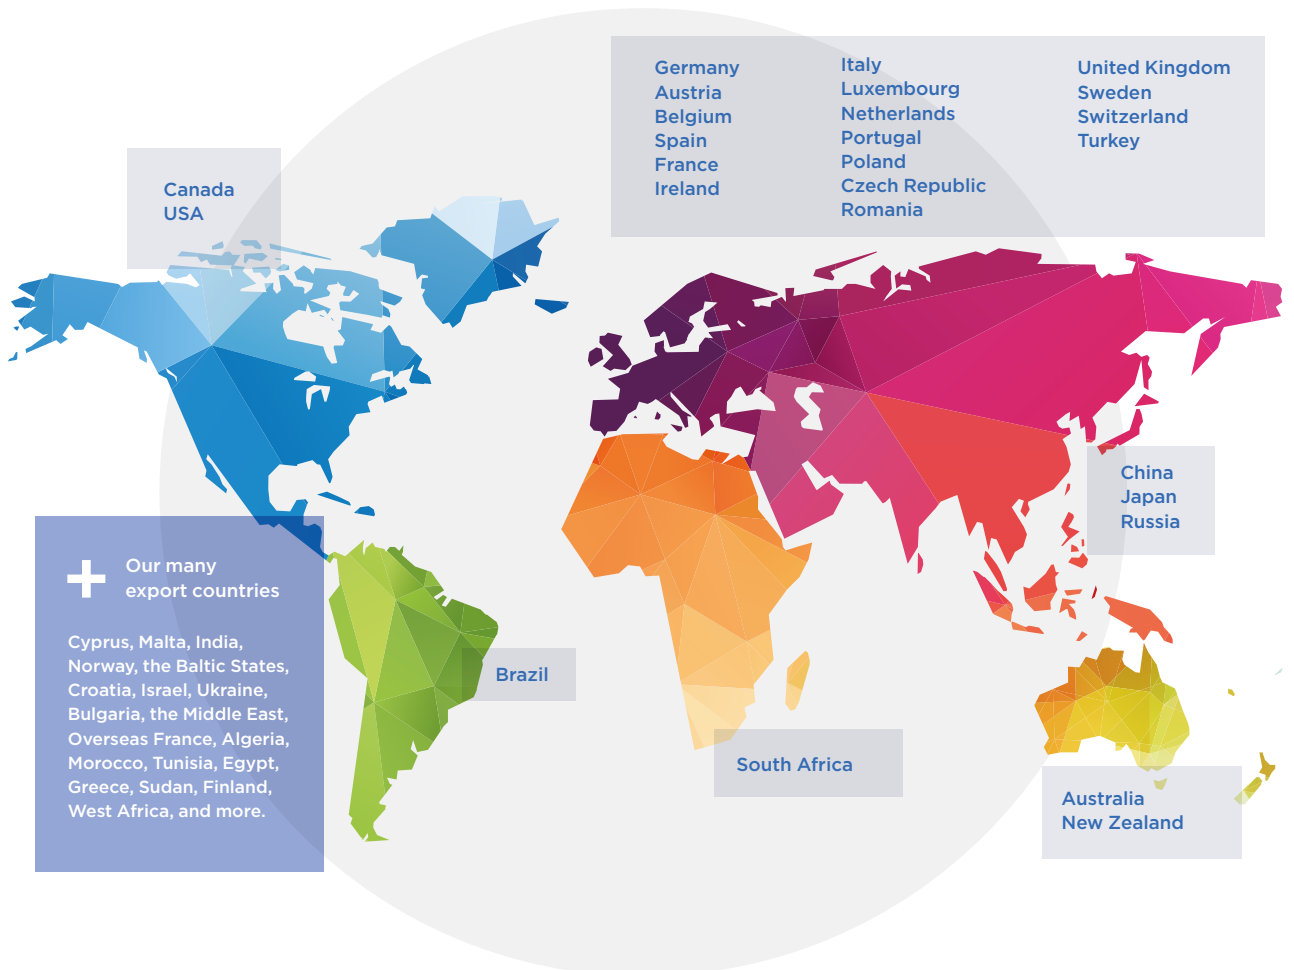 Germany
Austria
Belgium
Spain
France
Ireland
Italy
Luxembourg
Netherlands
Portugal
Poland
Czech Republic
Romania
United Kingdom
Sweden
Switzerland
Turkey
Canada
USA
China
Japan
Russia
+ Our many
export countries
Cyprus, Malta, India,
Norway, the Baltic States,
Croatia, Israel, Ukraine,
Bulgaria, the Middle East,
Overseas France, Algeria,
Morocco, Tunisia, Egypt,
Greece, Sudan, Finland,
West Africa, and more.
Brazil
South Africa
Australia
New Zealand